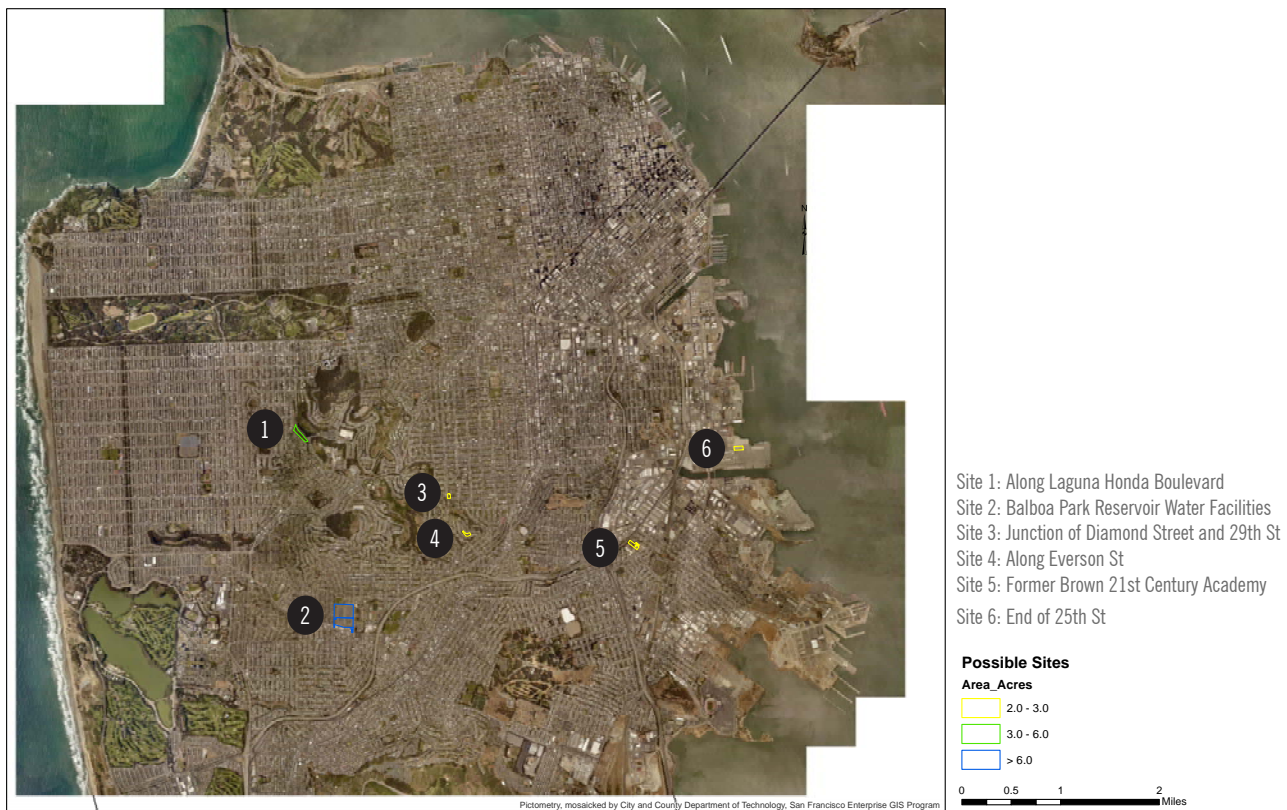 N
1
2
3
4
5
6
Site 1: Along Laguna Honda Boulevard
Site 2: Balboa Park Reservoir Water Facilities
Site 3: Junction of Diamond Street and 29th St
Site 4: Along Everson St
Site 5: Former Brown 21st Century Academy
Site 6: End of 25th St
Possible Sites
Area_Acres
2.0 - 3.0
3.0 - 6.0
> 6.0
0 0.5 1 2
Miles
Pictometry, mosaicked by City and County Department of Technology, San Francisco Enterprise GIS Program